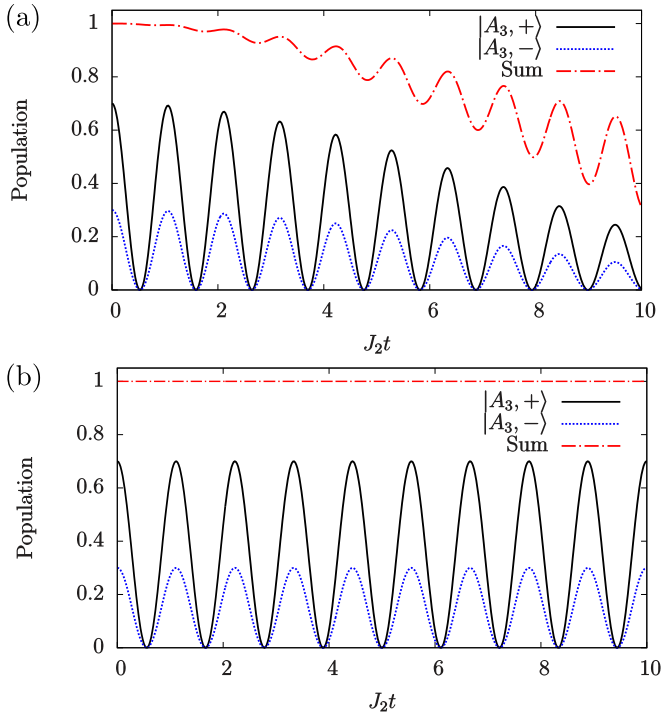 (a)
1
0.8
0.6
0.4
0.2
0
Population
|A₃, +⟩
|A₃, −⟩
Sum
0 2 4 6 8 10
J₂t
(b)
1
0.8
0.6
0.4
0.2
0
Population
|A₃, +⟩
|A₃, −⟩
Sum
0 2 4 6 8 10
J₂t